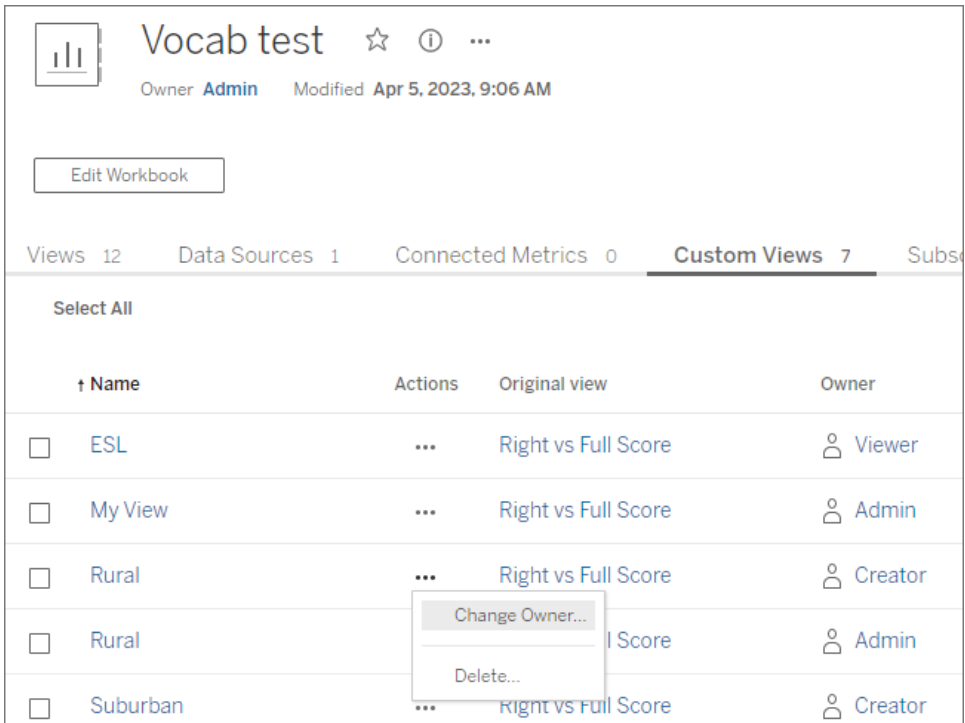 Vocab test
Owner Admin Modified Apr 5, 2023, 9:06 AM
Edit Workbook
Views 12 Data Sources 1 Connected Metrics 0 Custom Views 7
Select All
↑ Name Actions Original view Owner
ESL ... Right vs Full Score Viewer
My View ... Right vs Full Score Admin
Rural ... Right vs Full Score Creator
Change Owner...
Rural l Score Admin
Delete...
Suburban ... Right vs Full Score Creator